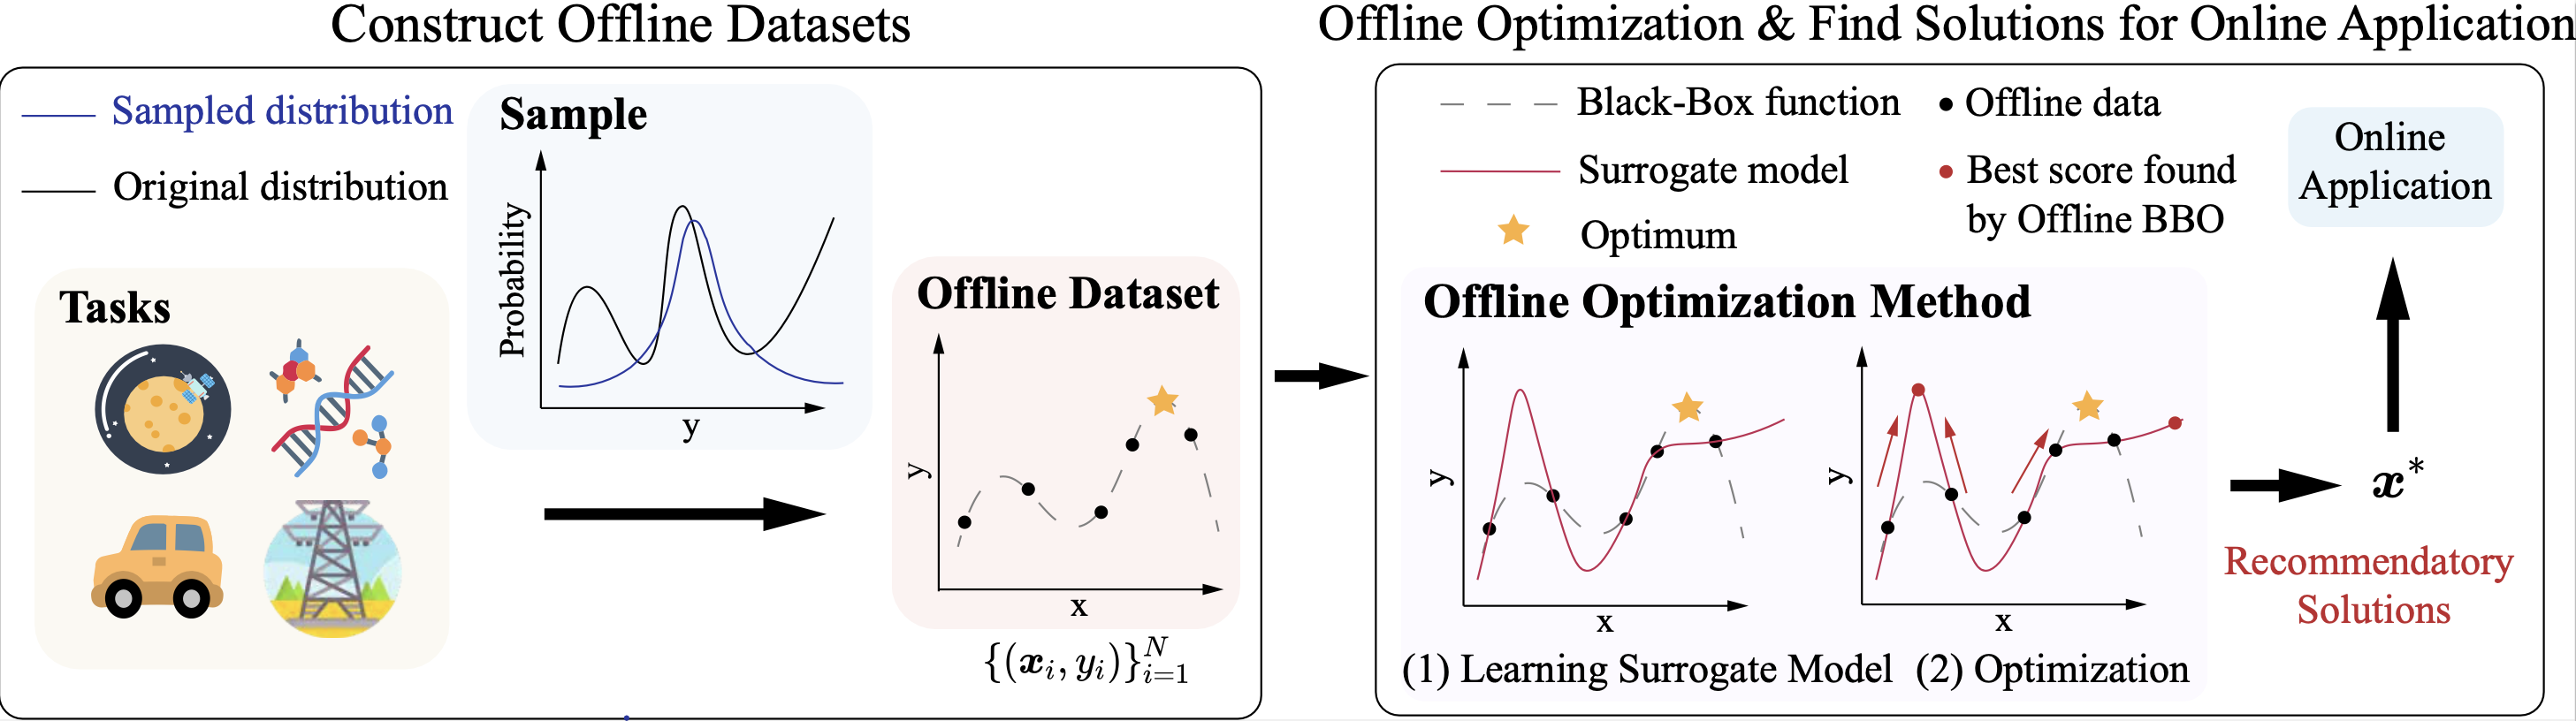 Construct Offline Datasets
Sampled distribution
Original distribution
Tasks
Sample
Probability
y
Offline Dataset
y
x
$\{(\boldsymbol{x}_i, y_i)\}_{i=1}^{N}$
Offline Optimization & Find Solutions for Online Application
Black-Box function
Surrogate model
Optimum
Offline data
Best score found
by Offline BBO
Offline Optimization Method
y
x
(1) Learning Surrogate Model
y
x
(2) Optimization
Online
Application
$\boldsymbol{x}^*$
Recommendatory
Solutions